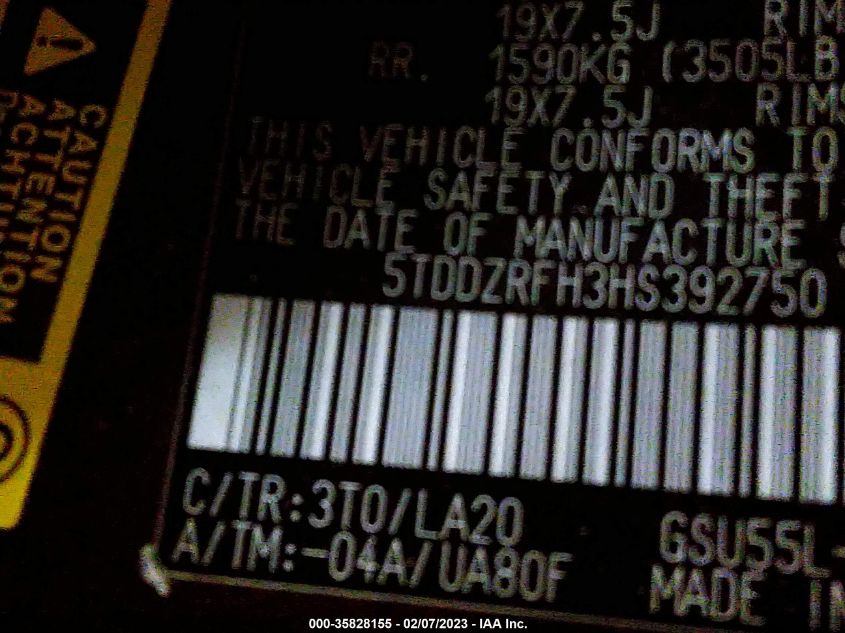 19X7.5J RIMS
RR. 1590KG (3505LB
19X7.5J RIMS
THIS VEHICLE CONFORMS TO
VEHICLE SAFETY AND THEFT
THE DATE OF MANUFACTURE
5TDDZRFH3HS392750
C/TR:3T0/LA20 GSU55L-
A/TM:-04A/UA80F MADE IN
CAUTION
ATTENTION
ACHTUN
000-35828155 - 02/07/2023 - IAA Inc.